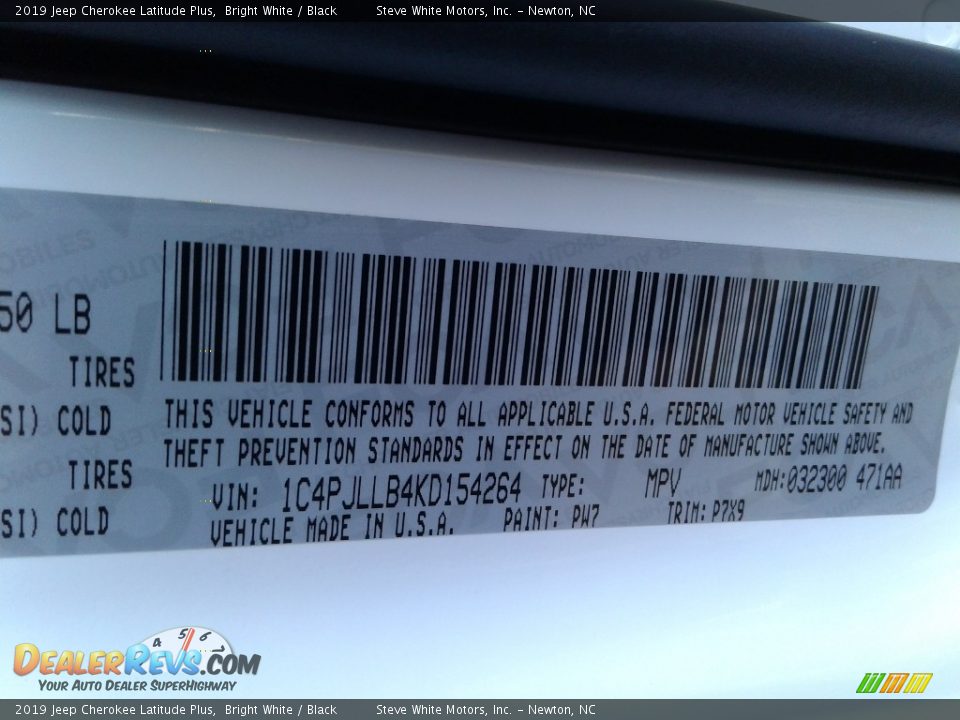 2019 Jeep Cherokee Latitude Plus, Bright White / Black Steve White Motors, Inc. – Newton, NC
50 LB
TIRES
SI) COLD
TIRES
SI) COLD
THIS VEHICLE CONFORMS TO ALL APPLICABLE U.S.A. FEDERAL MOTOR VEHICLE SAFETY AND
THEFT PREVENTION STANDARDS IN EFFECT ON THE DATE OF MANUFACTURE SHOWN ABOVE.
VIN: 1C4PJLLB4KD154264 TYPE: MPV MDH:032300 471AA
VEHICLE MADE IN U.S.A. PAINT: PW7 TRIM: P7X9
4 5 6
DEALERREVS.COM
YOUR AUTO DEALER SUPERHIGHWAY
2019 Jeep Cherokee Latitude Plus, Bright White / Black Steve White Motors, Inc. – Newton, NC